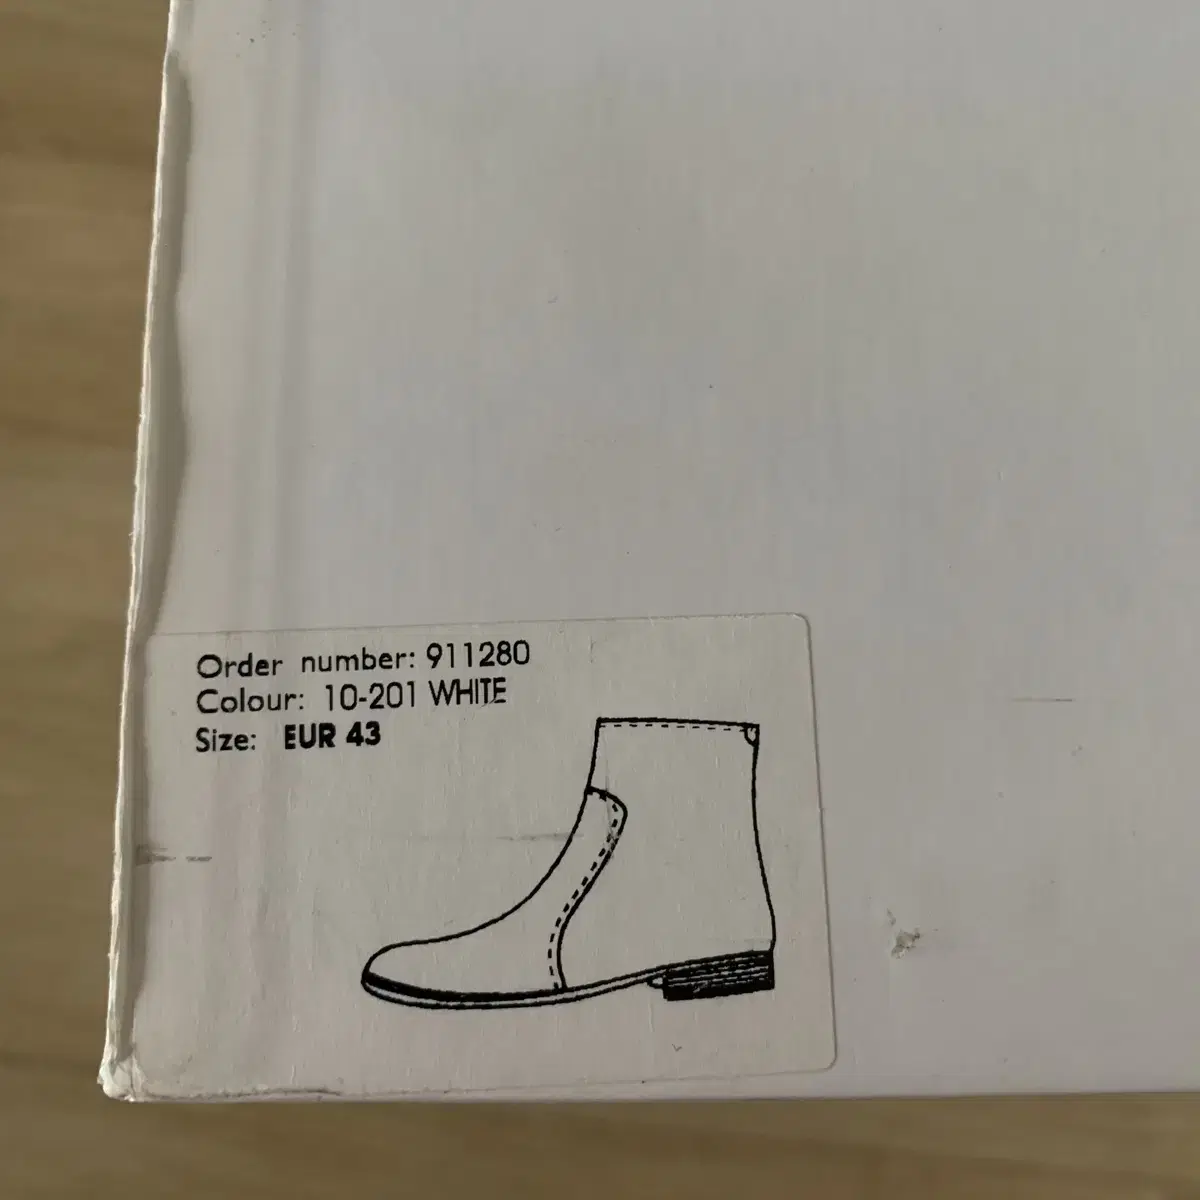 Order number: 911280
Colour: 10-201 WHITE
Size: EUR 43